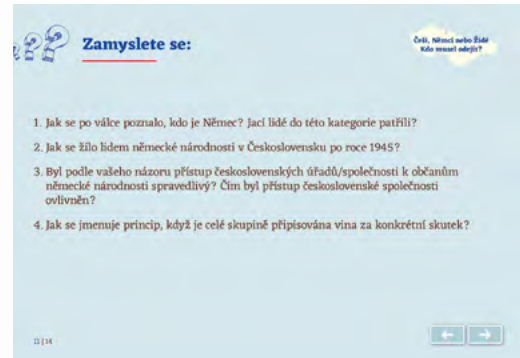 Zamyslete se:
Češi, Němci nebo Židé
Kdo musel odejít?
1. Jak se po válce poznalo, kdo je Němec? Jací lidé do této kategorie patřili?
2. Jak se žilo lidem německé národnosti v Československu po roce 1945?
3. Byl podle vašeho názoru přístup československých úřadů/společnosti k občanům
německé národnosti spravedlivý? Čím byl přístup československé společnosti
ovlivněn?
4. Jak se jmenuje princip, když je celé skupině připisována vina za konkrétní skutek?